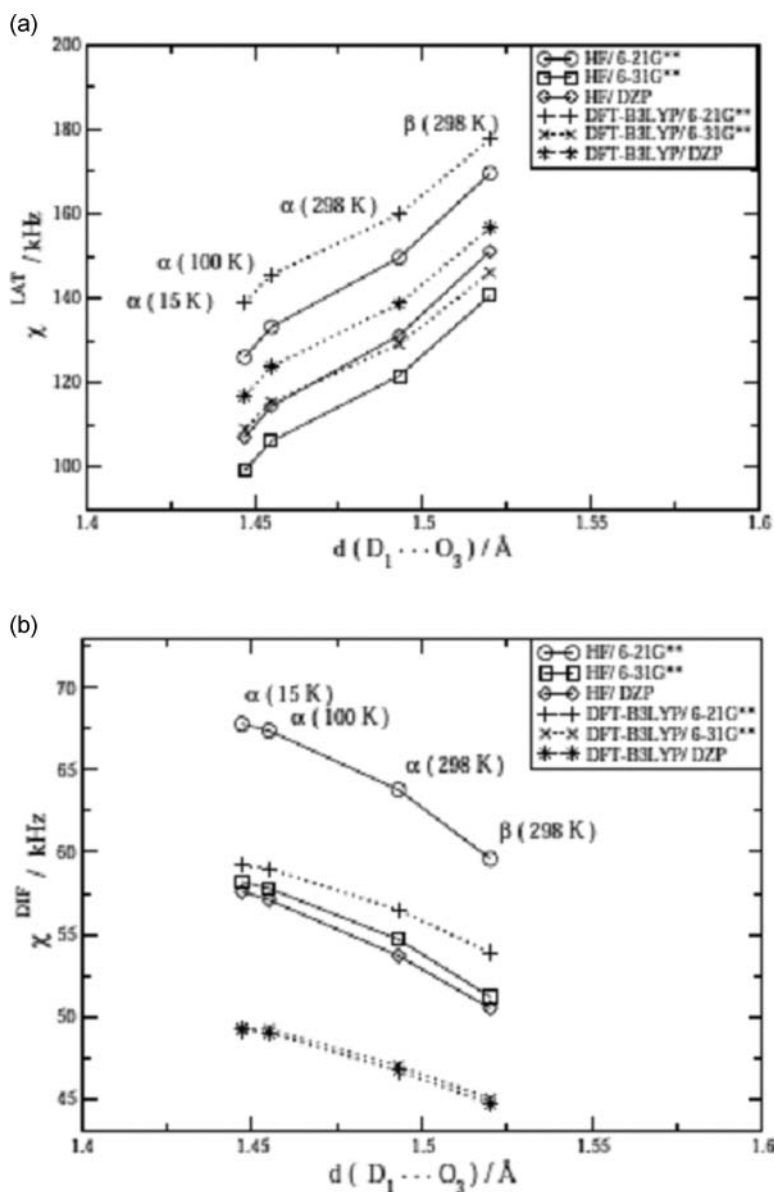 (a)
200
HF/ 6-21G**
HF/ 6-31G**
HF/ DZP
DFT-B3LYP/ 6-21G**
DFT-B3LYP/ 6-31G**
DFT-B3LYP/ DZP
180
β (298 K)
160
α (298 K)
α (100 K)
140
α (15 K)
120
100
χ^LAT / kHz
1.4 1.45 1.5 1.55 1.6
d (D₁ ··· O₃) / Å
(b)
HF/ 6-21G**
HF/ 6-31G**
HF/ DZP
DFT-B3LYP/ 6-21G**
DFT-B3LYP/ 6-31G**
DFT-B3LYP/ DZP
70
α (15 K)
α (100 K)
65
α (298 K)
β (298 K)
60
55
50
45
χ^DIF / kHz
1.4 1.45 1.5 1.55 1.6
d (D₁ ··· O₃) / Å